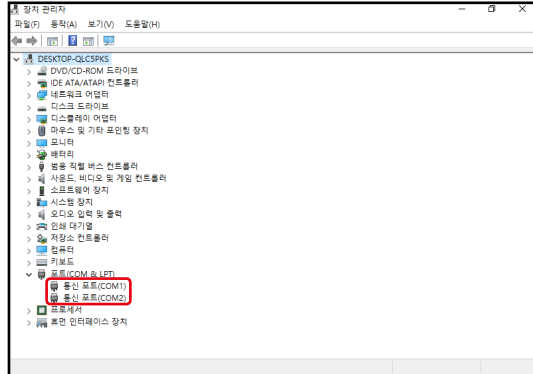 장치 관리자
파일(F) 동작(A) 보기(V) 도움말(H)
DESKTOP-QLC5PKS
DVD/CD-ROM 드라이브
IDE ATA/ATAPI 컨트롤러
네트워크 어댑터
디스크 드라이브
디스플레이 어댑터
마우스 및 기타 포인팅 장치
모니터
배터리
범용 직렬 버스 컨트롤러
사운드, 비디오 및 게임 컨트롤러
소프트웨어 장치
시스템 장치
오디오 입력 및 출력
인쇄 대기열
저장소 컨트롤러
컴퓨터
키보드
포트(COM & LPT)
통신 포트(COM1)
통신 포트(COM2)
프로세서
휴먼 인터페이스 장치